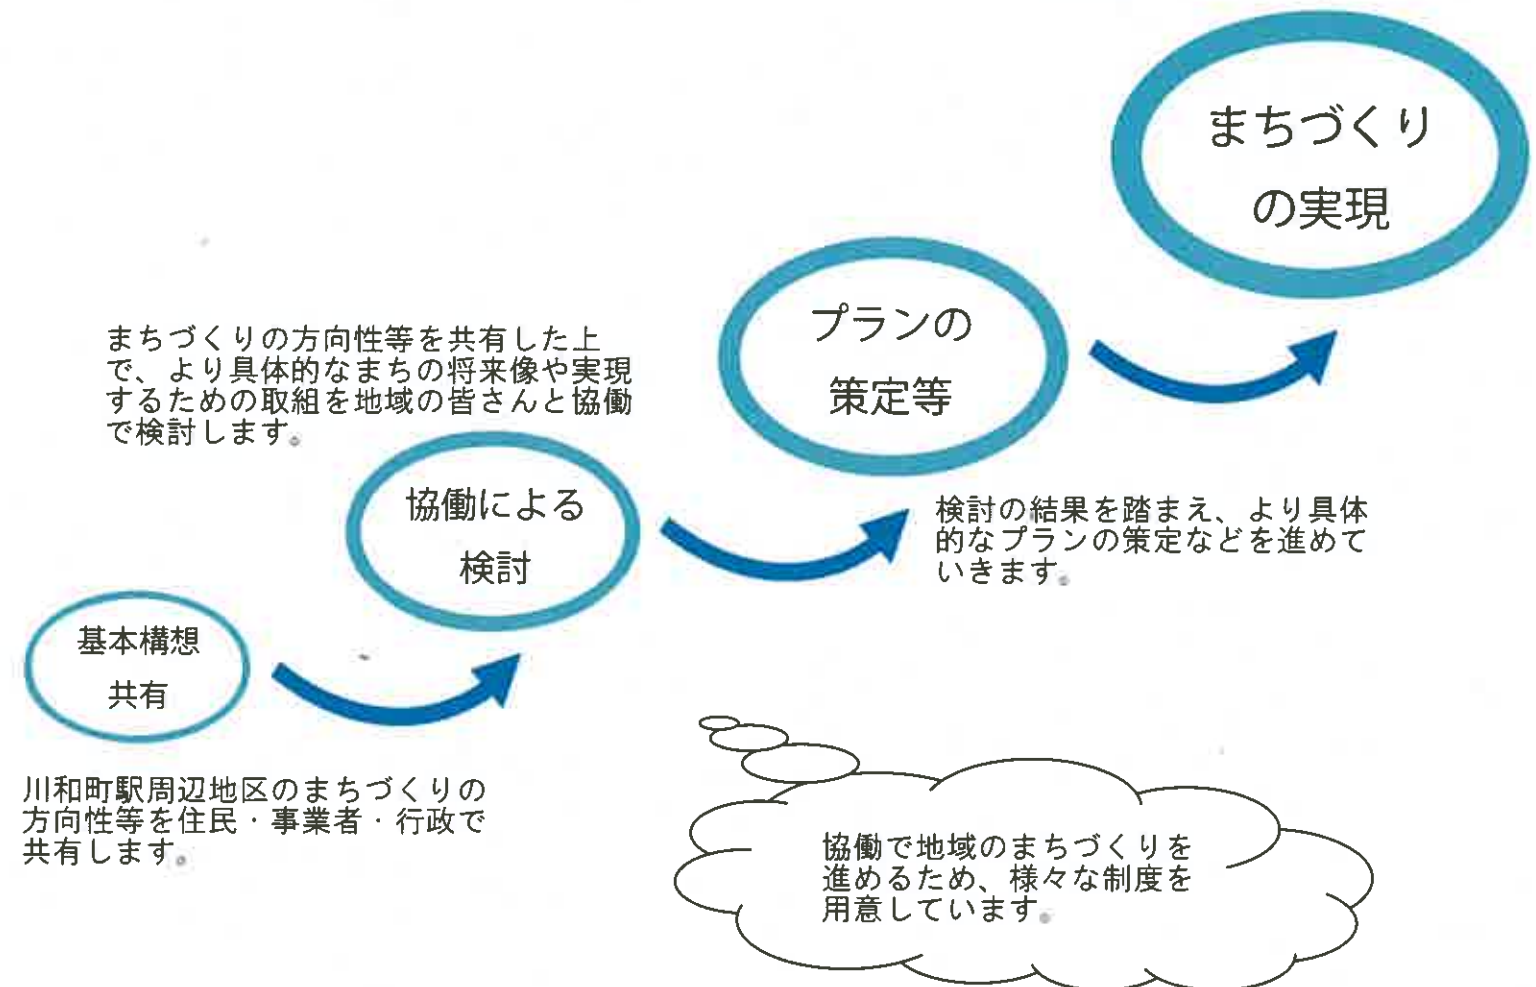 まちづくり
の実現
プランの
策定等
まちづくりの方向性等を共有した上
で、より具体的なまちの将来像や実現
するための取組を地域の皆さんと協働
で検討します。
協働による
検討
検討の結果を踏まえ、より具体
的なプランの策定などを進めて
いきます。
基本構想
共有
川和町駅周辺地区のまちづくりの
方向性等を住民・事業者・行政で
共有します。
協働で地域のまちづくりを
進めるため、様々な制度を
用意しています。